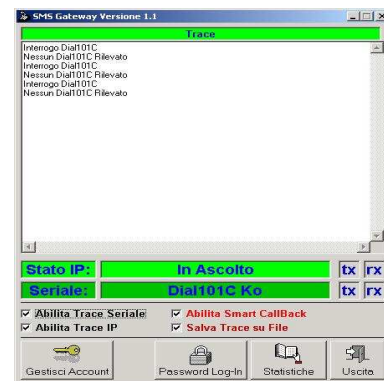 SMS Gateway Versione 1.1
Trace
Interrogo Dial101C
Nessun Dial101C Rilevato
Interrogo Dial101C
Nessun Dial101C Rilevato
Interrogo Dial101C
Nessun Dial101C Rilevato
Stato IP: In Ascolto tx rx
Seriale: Dial101C Ko tx rx
Abilita Trace Seriale Abilita Smart CallBack
Abilita Trace IP Salva Trace su File
Gestisci Account Password Log-In Statistiche Uscita